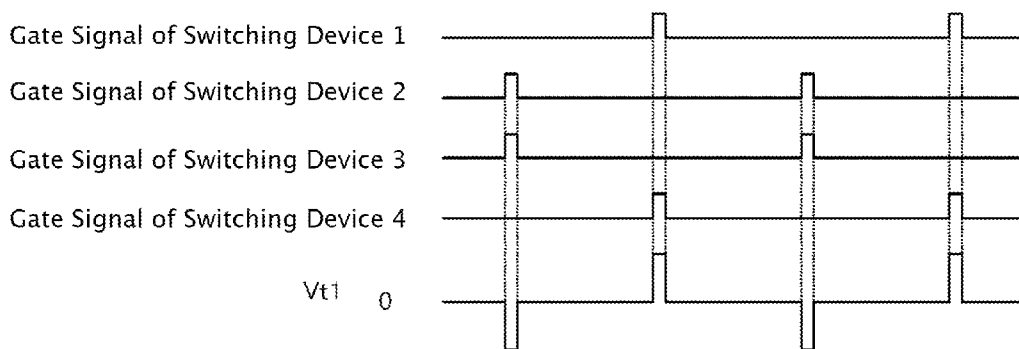 Gate Signal of Switching Device 1
Gate Signal of Switching Device 2
Gate Signal of Switching Device 3
Gate Signal of Switching Device 4
Vt1 0